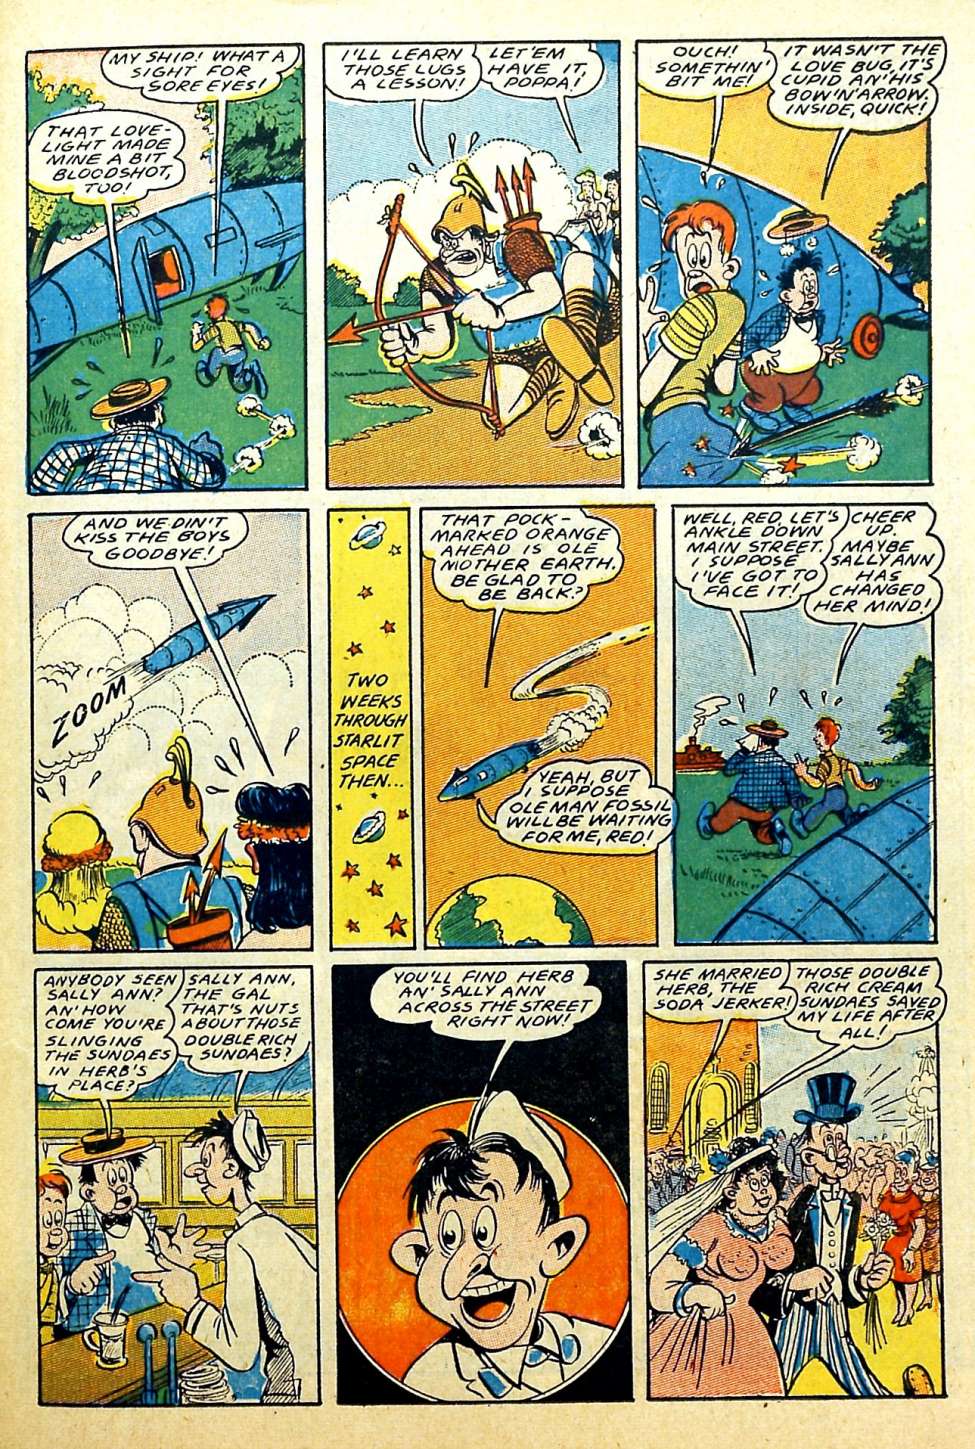 MY SHIP! WHAT A
SIGHT FOR
SORE EYES!
THAT LOVE-
LIGHT MADE
MINE A BIT
BLOODSHOT,
TOO!
I'LL LEARN
THOSE LUGS
A LESSON!
LET 'EM
HAVE IT,
POPPA!
OUCH!
SOMETHIN'
BIT ME!
IT WASN'T THE
LOVE BUG, IT'S
CUPID AN' HIS
BOW'N'ARROW.
INSIDE, QUICK!
AND WE DIN'T
KISS THE BOYS
GOODBYE!
ZOOM
TWO
WEEKS
THROUGH
STARLIT
SPACE
THEN...
THAT POCK-
MARKED ORANGE
AHEAD IS OLE
MOTHER EARTH.
BE GLAD TO
BE BACK?
YEAH, BUT
I SUPPOSE
OLE MAN FOSSIL
WILL BE WAITING
FOR ME, RED!
WELL, RED, LET'S
ANKLE DOWN
MAIN STREET.
I SUPPOSE
I'VE GOT TO
FACE IT!
CHEER
UP.
MAYBE
SALLY ANN
HAS
CHANGED
HER MIND!
ANYBODY SEEN
SALLY ANN?
AN' HOW
COME YOU'RE
SLINGING
THE SUNDAES
IN HERB'S
PLACE?
SALLY ANN,
THE GAL
THAT'S NUTS
ABOUT THOSE
DOUBLE RICH
SUNDAES?
YOU'LL FIND HERB
AN' SALLY ANN
ACROSS THE STREET
RIGHT NOW!
SHE MARRIED
HERB, THE
SODA JERKER!
THOSE DOUBLE
RICH CREAM
SUNDAES SAVED
MY LIFE AFTER
ALL!